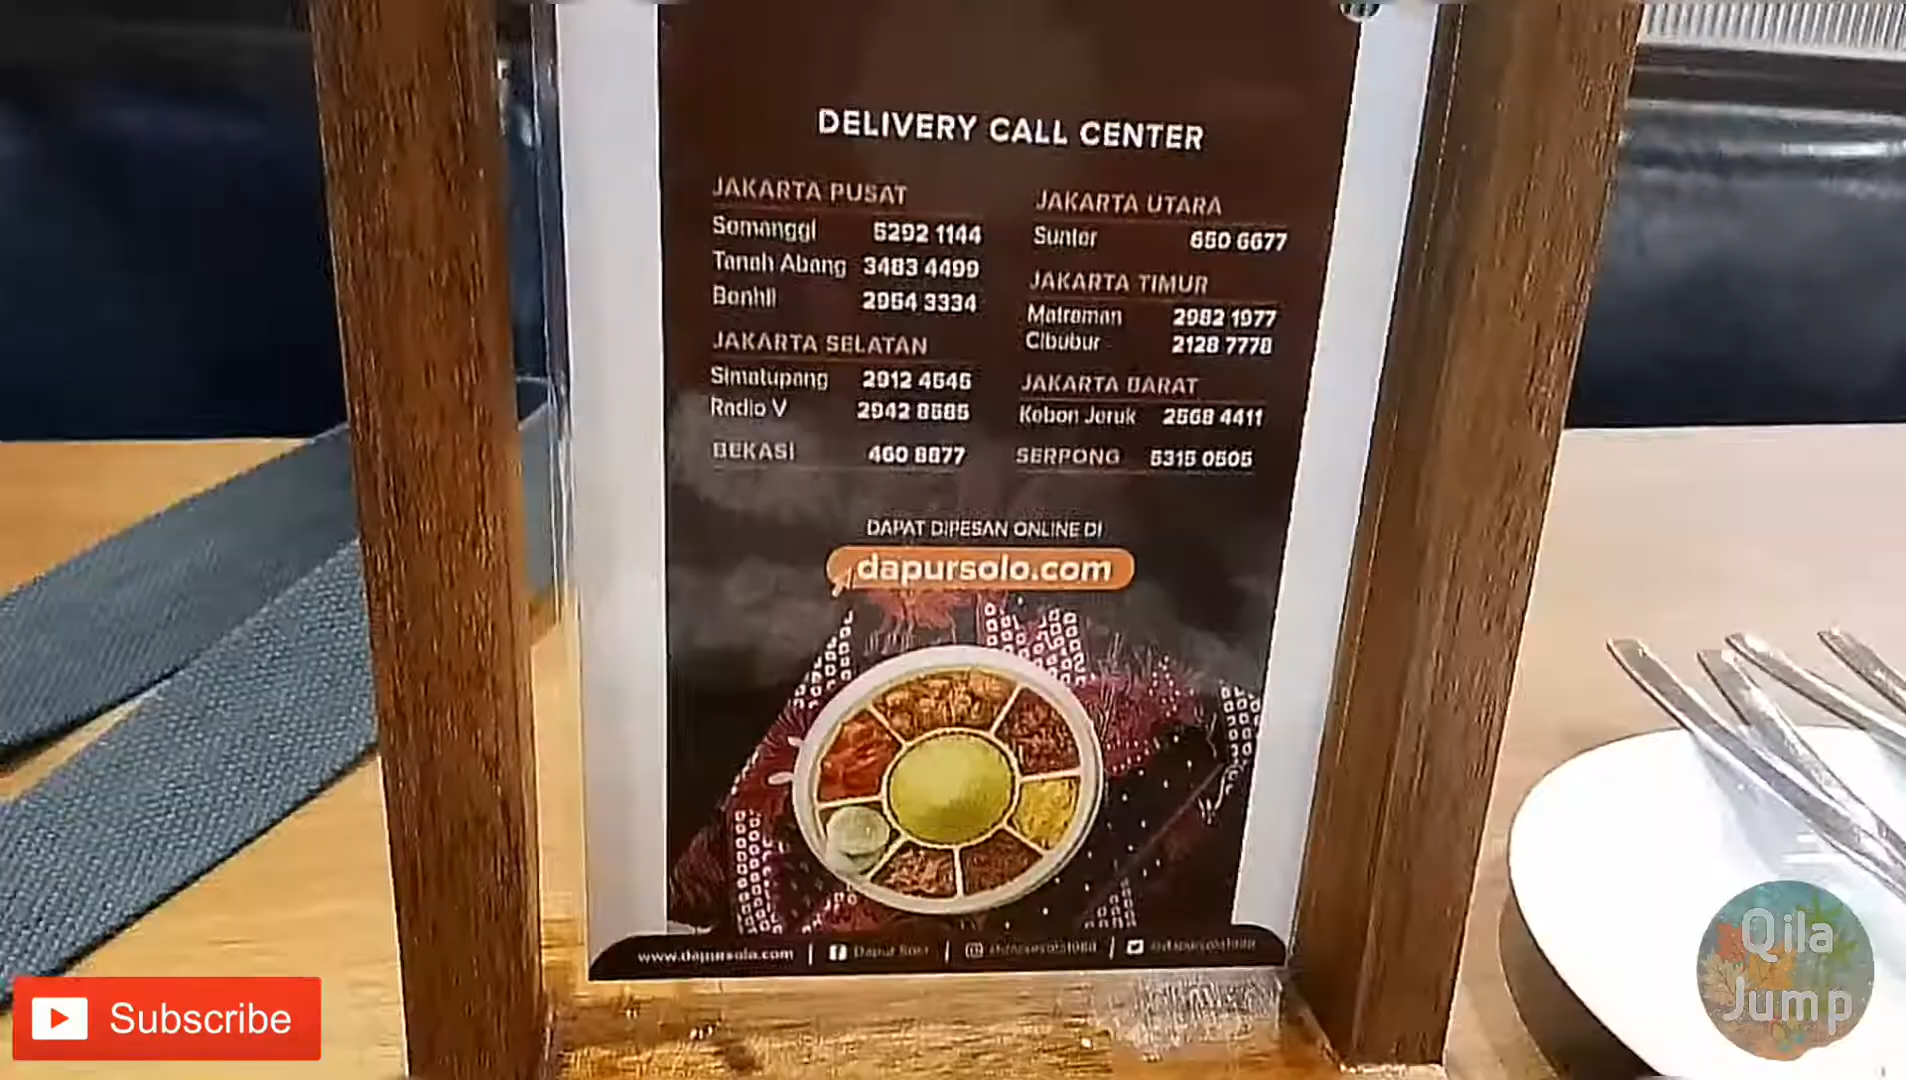 DELIVERY CALL CENTER
JAKARTA PUSAT
Semanggi 5292 1144
Tanah Abang 3483 4499
Benhil 2954 3334
JAKARTA SELATAN
Simatupang 2912 4545
Radio V 2942 8585
BEKASI 460 8877
JAKARTA UTARA
Sunter 650 6677
JAKARTA TIMUR
Matraman 2982 1977
Cibubur 2128 7778
JAKARTA BARAT
Kebon Jeruk 2568 4411
SERPONG 5315 0505
DAPAT DIPESAN ONLINE DI
dapursolo.com
www.dapursolo.com | Dapur Solo
Subscribe
Qila
Jump